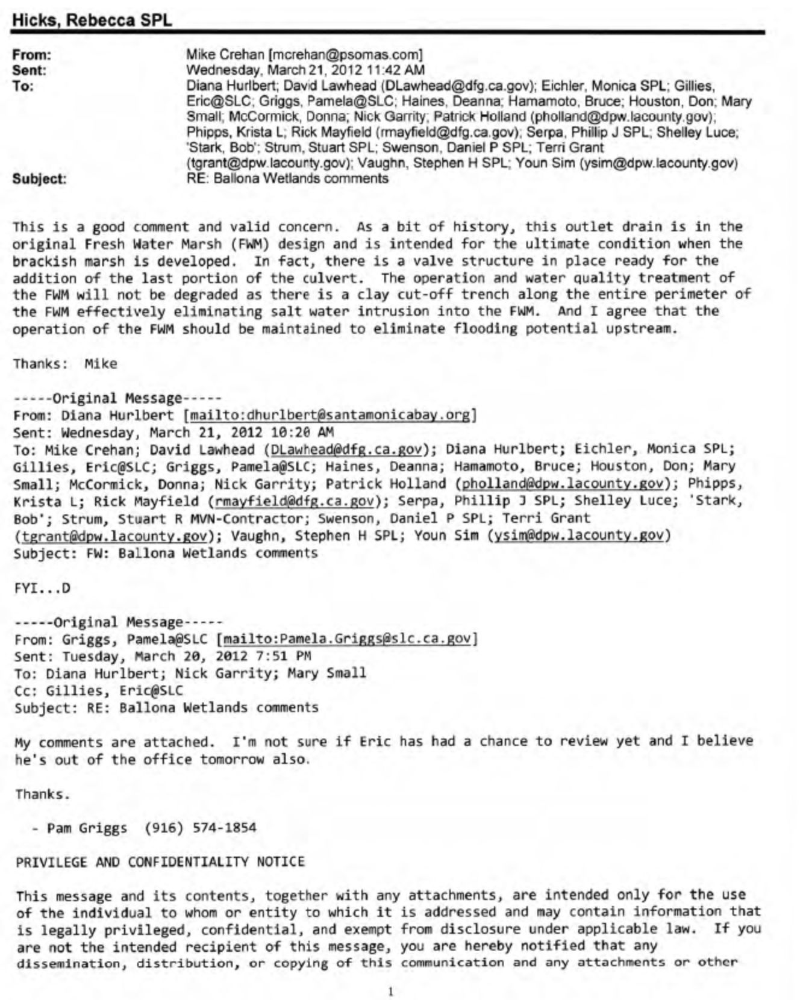 Hicks, Rebecca SPL
From: Mike Crehan [mcrehan@psomas.com]
Sent: Wednesday, March 21, 2012 11:42 AM
To: Diana Hurlbert; David Lawhead (DLawhead@dfg.ca.gov); Eichler, Monica SPL; Gillies,
Eric@SLC; Griggs, Pamela@SLC; Haines, Deanna; Hamamoto, Bruce; Houston, Don; Mary
Small; McCormick, Donna; Nick Garrity; Patrick Holland (pholland@dpw.lacounty.gov);
Phipps, Krista L; Rick Mayfield (rmayfield@dfg.ca.gov); Serpa, Phillip J SPL; Shelley Luce;
'Stark, Bob'; Strum, Stuart SPL; Swenson, Daniel P SPL; Terri Grant
(tgrant@dpw.lacounty.gov); Vaughn, Stephen H SPL; Youn Sim (ysim@dpw.lacounty.gov)
Subject: RE: Ballona Wetlands comments
This is a good comment and valid concern.  As a bit of history, this outlet drain is in the
original Fresh Water Marsh (FWM) design and is intended for the ultimate condition when the
brackish marsh is developed.  In fact, there is a valve structure in place ready for the
addition of the last portion of the culvert.  The operation and water quality treatment of
the FWM will not be degraded as there is a clay cut-off trench along the entire perimeter of
the FWM effectively eliminating salt water intrusion into the FWM.  And I agree that the
operation of the FWM should be maintained to eliminate flooding potential upstream.
Thanks:  Mike
-----Original Message-----
From: Diana Hurlbert [mailto:dhurlbert@santamonicabay.org]
Sent: Wednesday, March 21, 2012 10:20 AM
To: Mike Crehan; David Lawhead (DLawhead@dfg.ca.gov); Diana Hurlbert; Eichler, Monica SPL;
Gillies, Eric@SLC; Griggs, Pamela@SLC; Haines, Deanna; Hamamoto, Bruce; Houston, Don; Mary
Small; McCormick, Donna; Nick Garrity; Patrick Holland (pholland@dpw.lacounty.gov); Phipps,
Krista L; Rick Mayfield (rmayfield@dfg.ca.gov); Serpa, Phillip J SPL; Shelley Luce; 'Stark,
Bob'; Strum, Stuart R MVN-Contractor; Swenson, Daniel P SPL; Terri Grant
(tgrant@dpw.lacounty.gov); Vaughn, Stephen H SPL; Youn Sim (ysim@dpw.lacounty.gov)
Subject: FW: Ballona Wetlands comments
FYI...D
-----Original Message-----
From: Griggs, Pamela@SLC [mailto:Pamela.Griggs@slc.ca.gov]
Sent: Tuesday, March 20, 2012 7:51 PM
To: Diana Hurlbert; Nick Garrity; Mary Small
Cc: Gillies, Eric@SLC
Subject: RE: Ballona Wetlands comments
My comments are attached.  I'm not sure if Eric has had a chance to review yet and I believe
he's out of the office tomorrow also.
Thanks.
- Pam Griggs  (916) 574-1854
PRIVILEGE AND CONFIDENTIALITY NOTICE
This message and its contents, together with any attachments, are intended only for the use
of the individual to whom or entity to which it is addressed and may contain information that
is legally privileged, confidential, and exempt from disclosure under applicable law.  If you
are not the intended recipient of this message, you are hereby notified that any
dissemination, distribution, or copying of this communication and any attachments or other
1